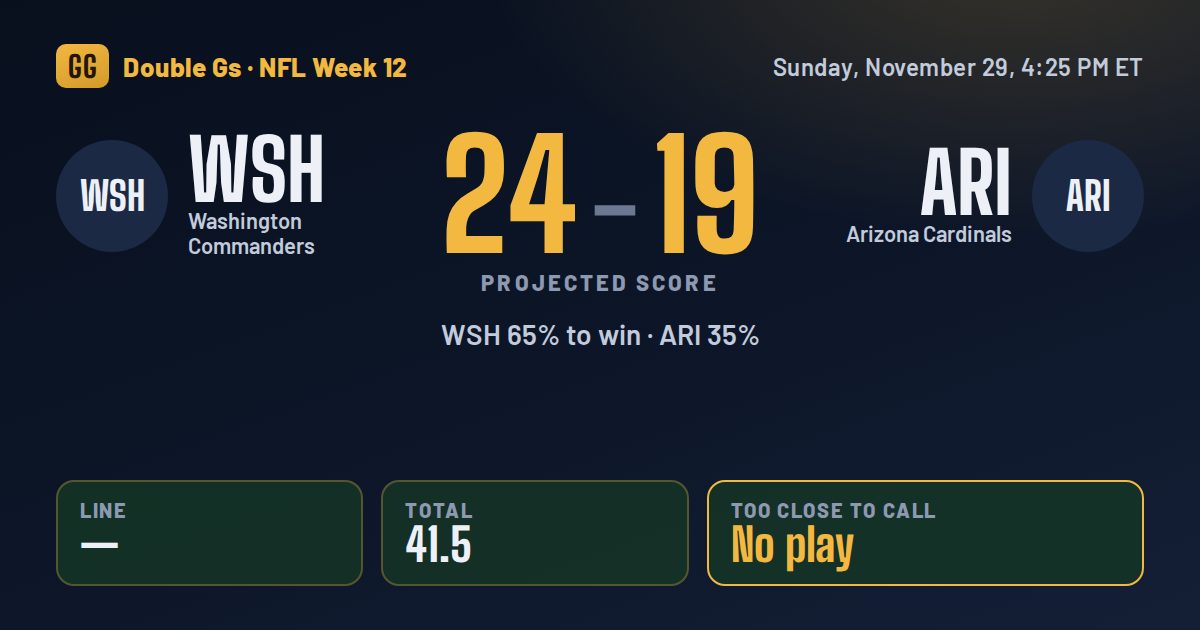 GG
Double Gs · NFL Week 12
Sunday, November 29, 4:25 PM ET
WSH
WSH
Washington
Commanders
24 – 19
PROJECTED SCORE
WSH 65% to win · ARI 35%
ARI
Arizona Cardinals
ARI
LINE
—
TOTAL
41.5
TOO CLOSE TO CALL
No play